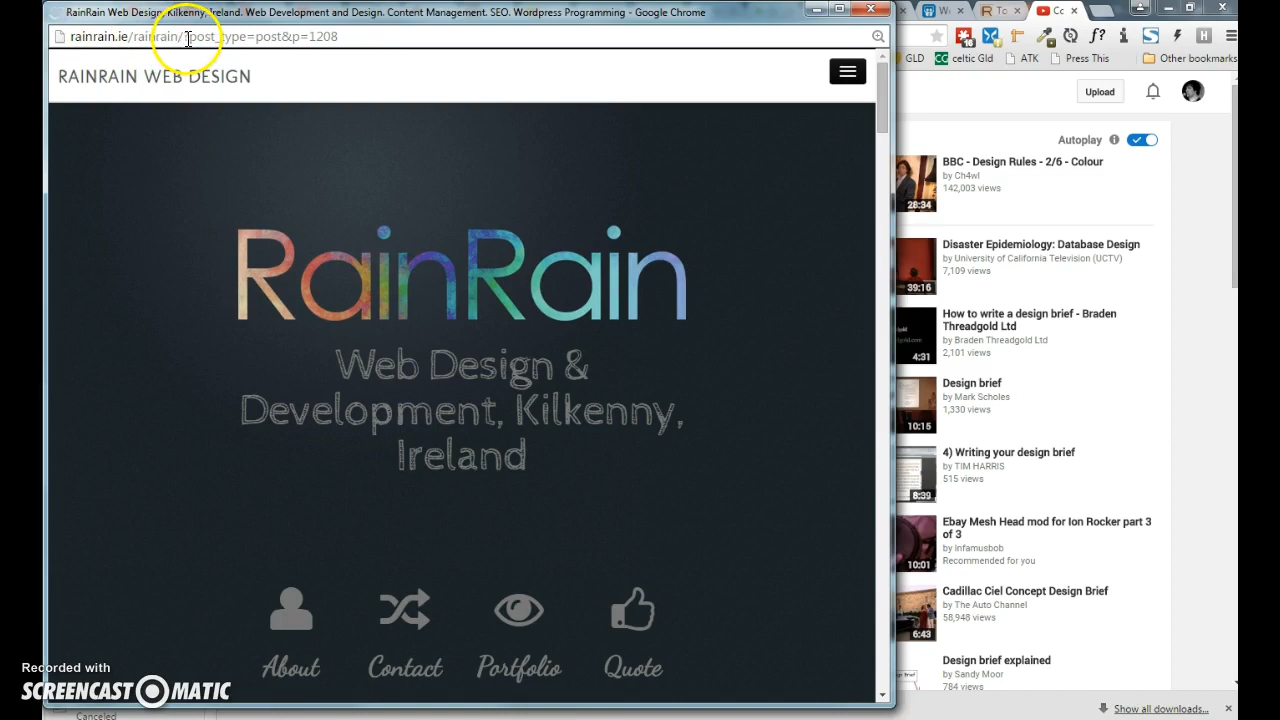 RainRain Web Design Kilkenny, Ireland. Web Development and Design. Content Management. SEO. Wordpress Programming - Google Chrome
rainrain.ie/rainrain/?post_type=post&p=1208
RAINRAIN WEB DESIGN
RainRain
Web Design &
Development, Kilkenny,
Ireland
About
Contact
Portfolio
Quote
W
To
Cc
16
f?
GLD
celtic Gld
ATK
Press This
Other bookmarks
Upload
Autoplay
BBC - Design Rules - 2/6 - Colour
by Ch4wl
142,003 views
28:34
Disaster Epidemiology: Database Design
by University of California Television (UCTV)
7,109 views
39:16
How to write a design brief - Braden
Threadgold Ltd
by Braden Threadgold Ltd
2,101 views
4:31
Design brief
by Mark Scholes
1,330 views
10:15
4) Writing your design brief
by TIM HARRIS
515 views
8:39
Ebay Mesh Head mod for Ion Rocker part 3
of 3
by Infamusbob
Recommended for you
10:01
Cadillac Ciel Concept Design Brief
by The Auto Channel
58,948 views
6:43
Design brief explained
by Sandy Moor
784 views
Show all downloads...
Canceled
Recorded with
SCREENCAST MATIC